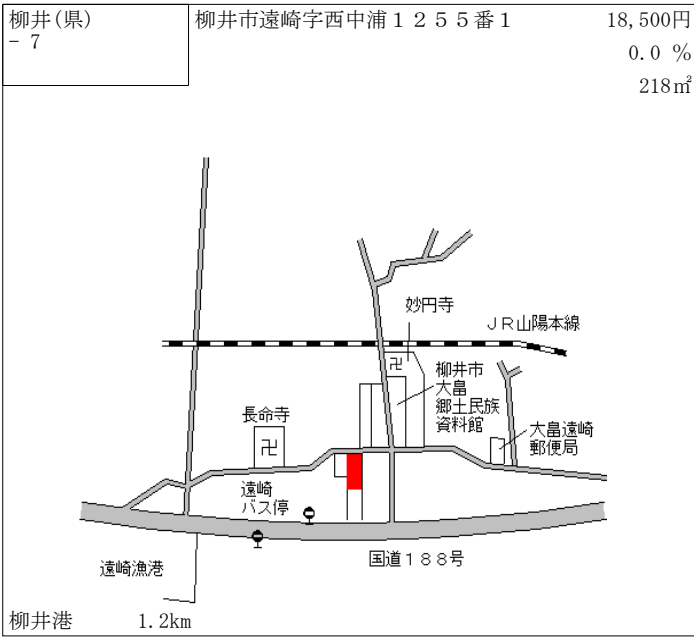 柳井(県)
- 7
柳井市遠崎字西中浦１２５５番１
18,500円
0.0 %
218㎡
妙円寺
ＪＲ山陽本線
卍
柳井市
大畠
郷土民族
資料館
長命寺
卍
大畠遠崎
郵便局
遠崎
バス停
国道１８８号
遠崎漁港
柳井港 1.2km